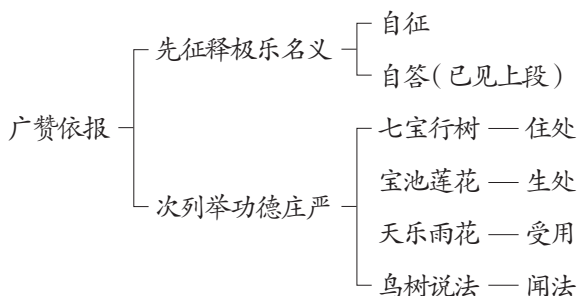 广赞依报
先征释极乐名义
自征
自答(已见上段)
次列举功德庄严
七宝行树 — 住处
宝池莲花 — 生处
天乐雨花 — 受用
鸟树说法 — 闻法